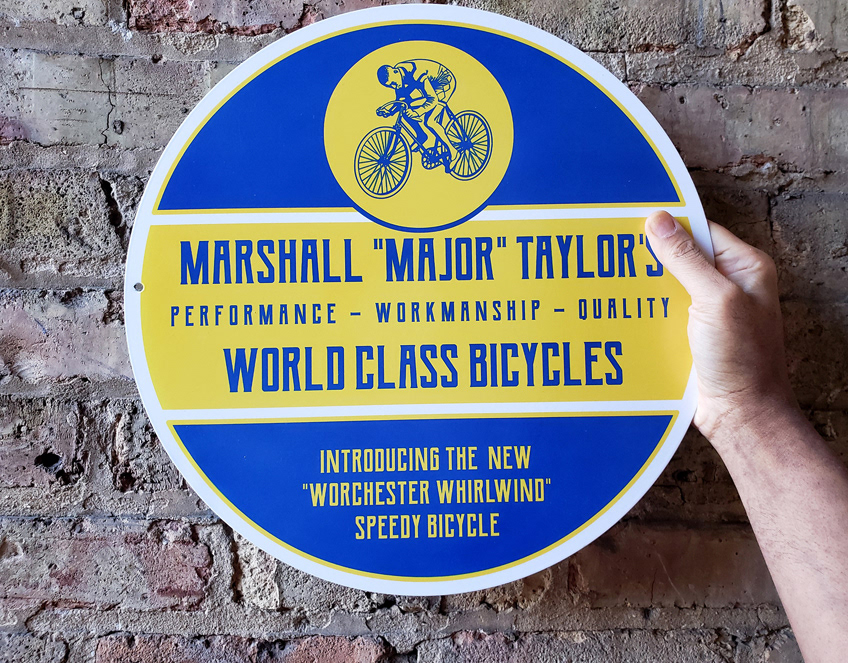 MARSHALL "MAJOR" TAYLOR'S
PERFORMANCE – WORKMANSHIP – QUALITY
WORLD CLASS BICYCLES
INTRODUCING THE NEW
"WORCHESTER WHIRLWIND"
SPEEDY BICYCLE